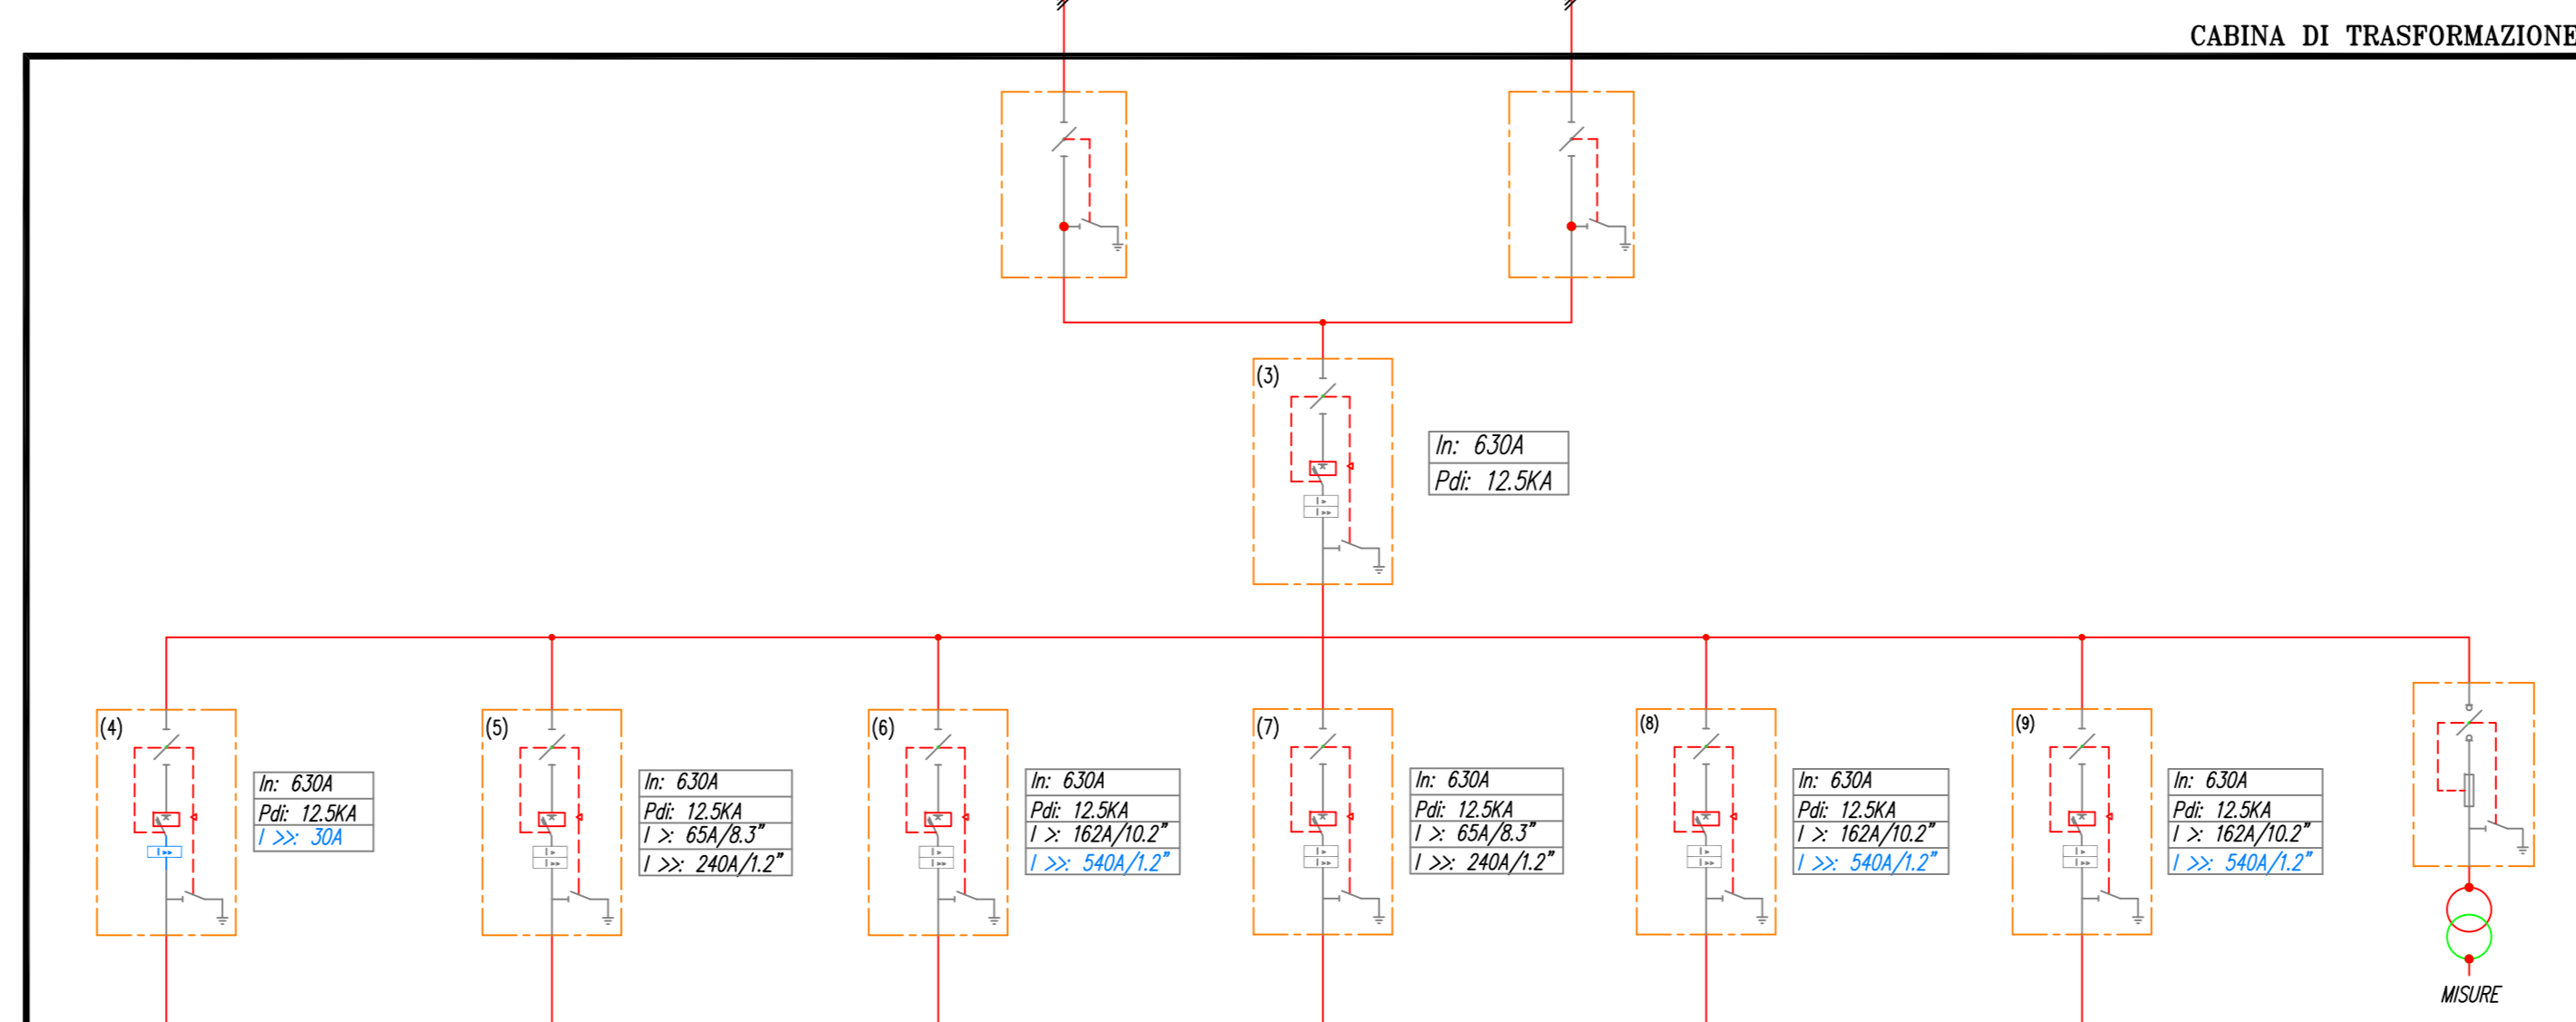 CABINA DI TRASFORMAZIONE
(3)
In: 630A
Pdi: 12.5KA
I >
I >>
(4)
In: 630A
Pdi: 12.5KA
I >>: 30A
I >>
(5)
In: 630A
Pdi: 12.5KA
I >: 65A/8.3"
I >>: 240A/1.2"
I >
I >>
(6)
In: 630A
Pdi: 12.5KA
I >: 162A/10.2"
I >>: 540A/1.2"
I >
I >>
(7)
In: 630A
Pdi: 12.5KA
I >: 65A/8.3"
I >>: 240A/1.2"
I >
I >>
(8)
In: 630A
Pdi: 12.5KA
I >: 162A/10.2"
I >>: 540A/1.2"
I >
I >>
(9)
In: 630A
Pdi: 12.5KA
I >: 162A/10.2"
I >>: 540A/1.2"
I >
I >>
MISURE